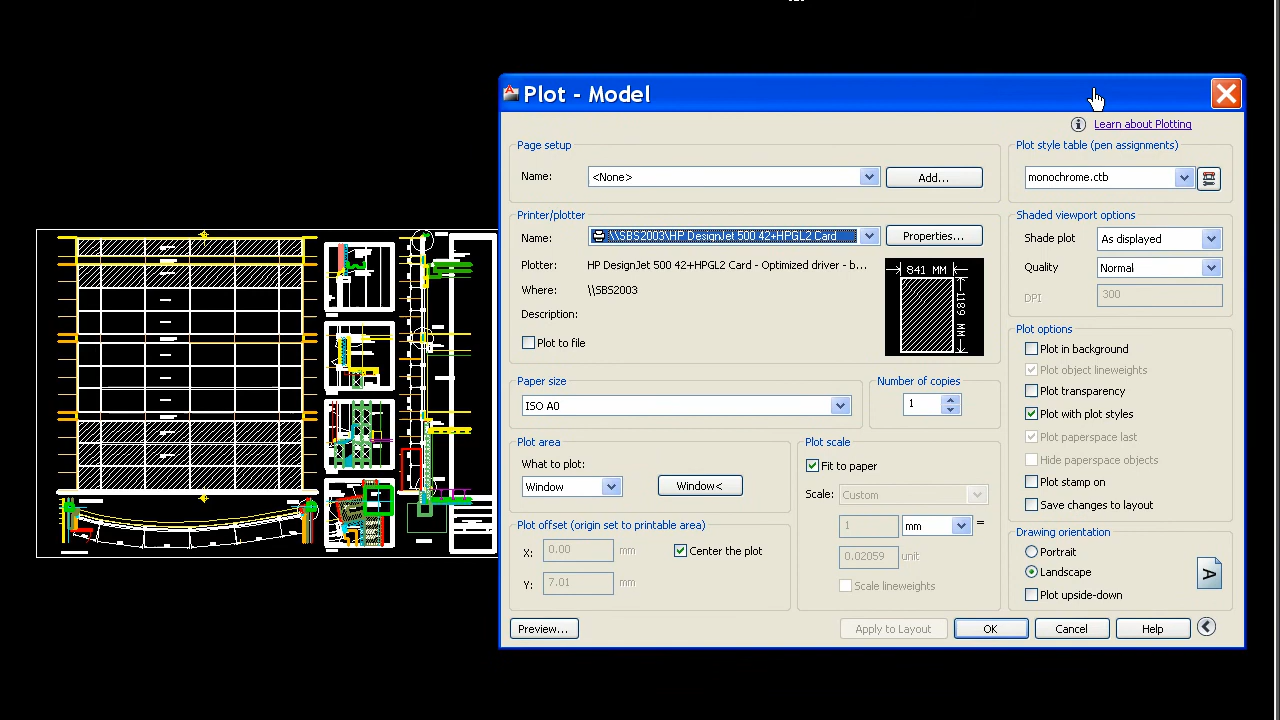 Plot - Model
Learn about Plotting
Page setup
Name:
<None>
Add...
Plot style table (pen assignments)
monochrome.ctb
Printer/plotter
Name:
\\SBS2003\HP DesignJet 500 42+HPGL2 Card
Properties...
Plotter:
HP DesignJet 500 42+HPGL2 Card - Optimized driver - b...
Where:
\\SBS2003
Description:
Plot to file
841 MM
1189 MM
Shaded viewport options
Shade plot
As displayed
Quality
Normal
DPI
300
Paper size
ISO A0
Number of copies
1
Plot options
Plot in background
Plot object lineweights
Plot transparency
Plot with plot styles
Plot paperspace last
Hide paperspace objects
Plot stamp on
Save changes to layout
Plot area
What to plot:
Window
Window<
Plot scale
Fit to paper
Scale:
Custom
1
mm
=
0.02059
unit
Scale lineweights
Plot offset (origin set to printable area)
X:
0.00
mm
Center the plot
Y:
7.01
mm
Drawing orientation
Portrait
Landscape
Plot upside-down
A
Preview...
Apply to Layout
OK
Cancel
Help